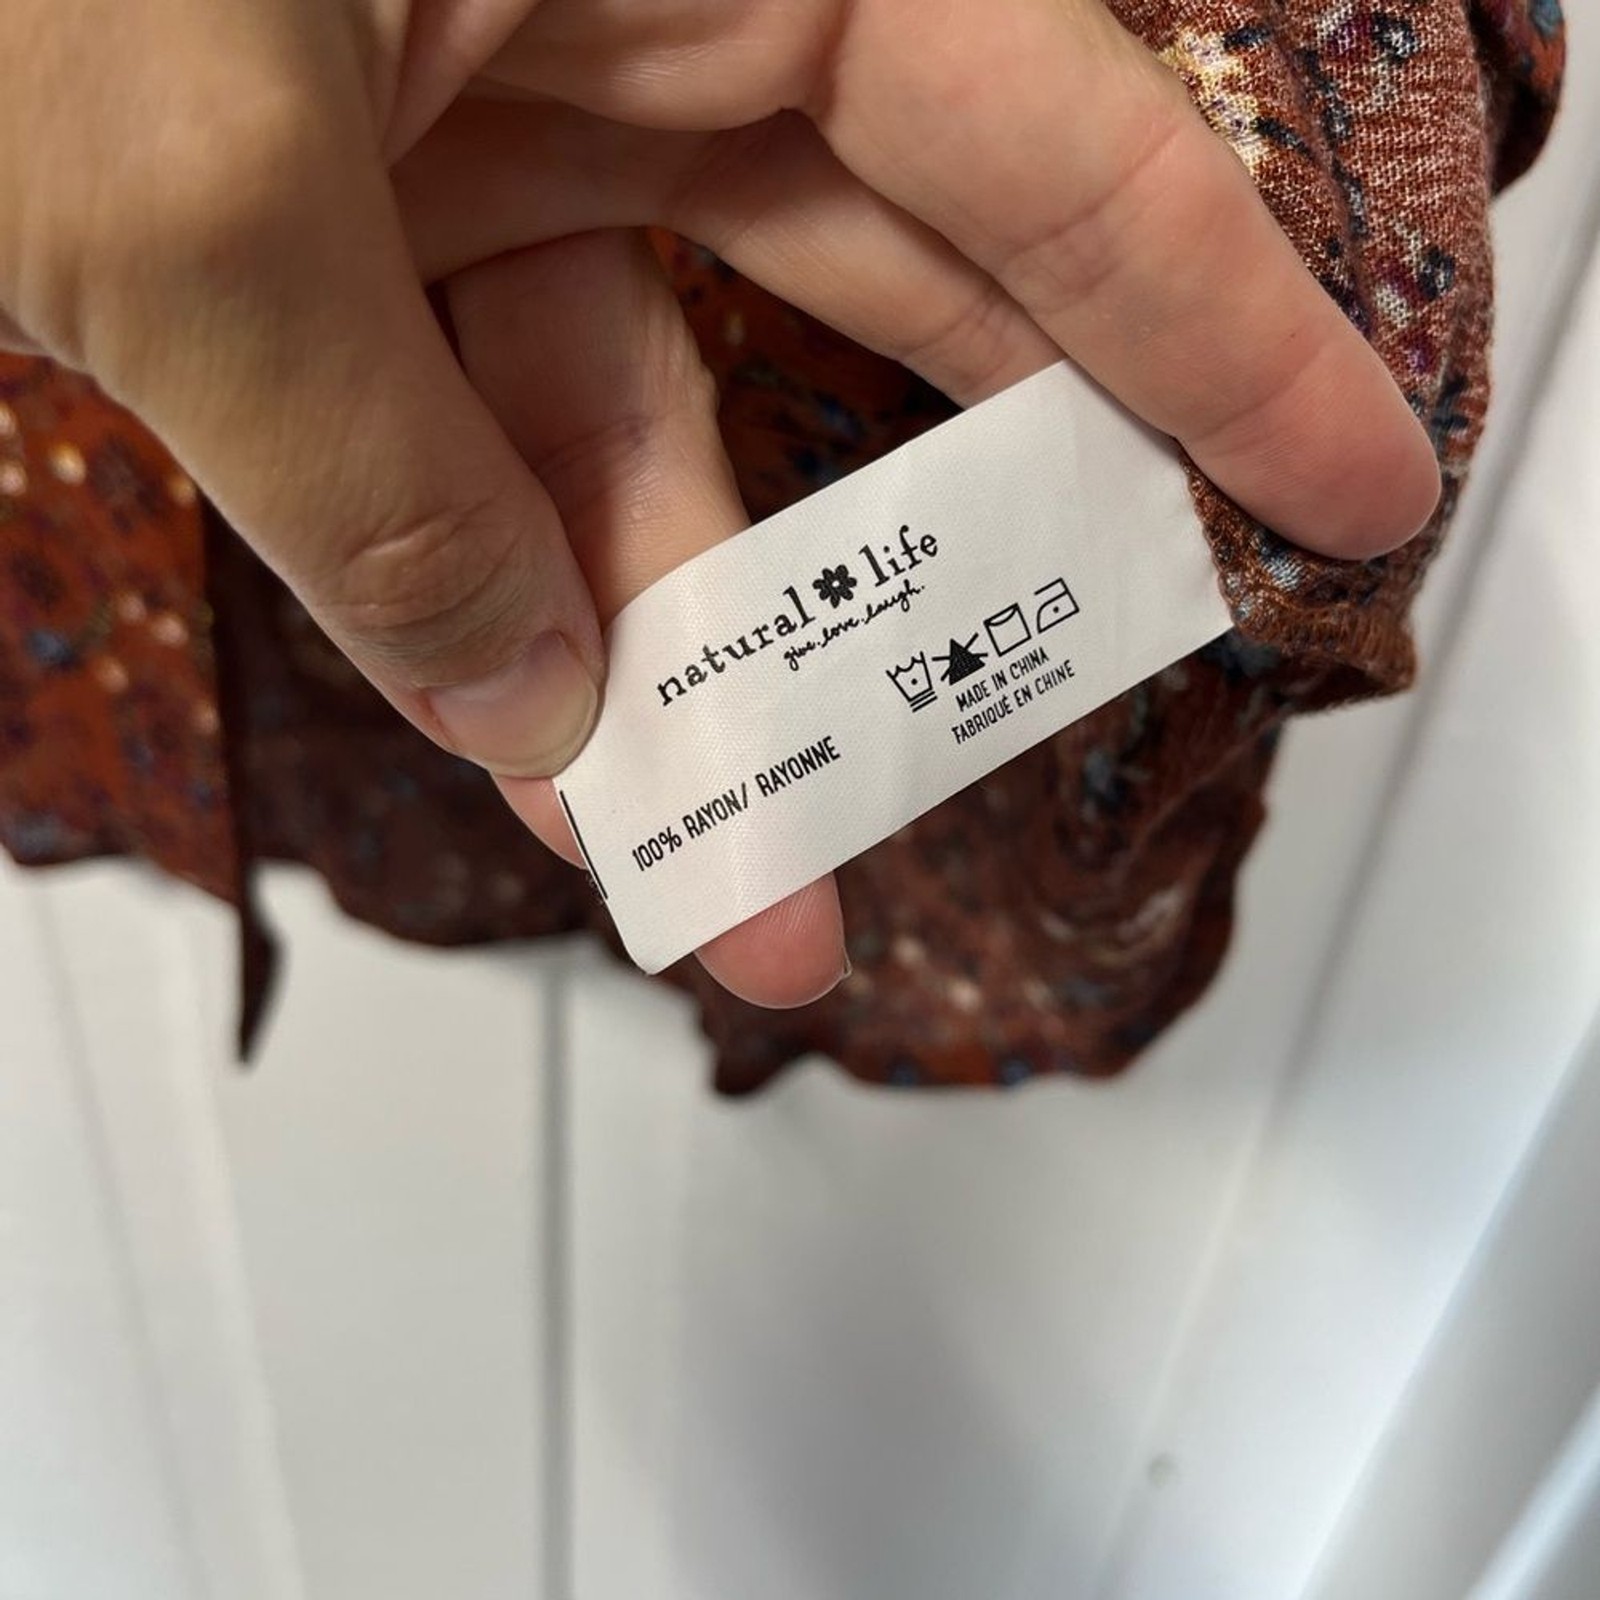 natural life
give.love.laugh.
MADE IN CHINA
FABRIQUÉ EN CHINE
100% RAYON/ RAYONNE